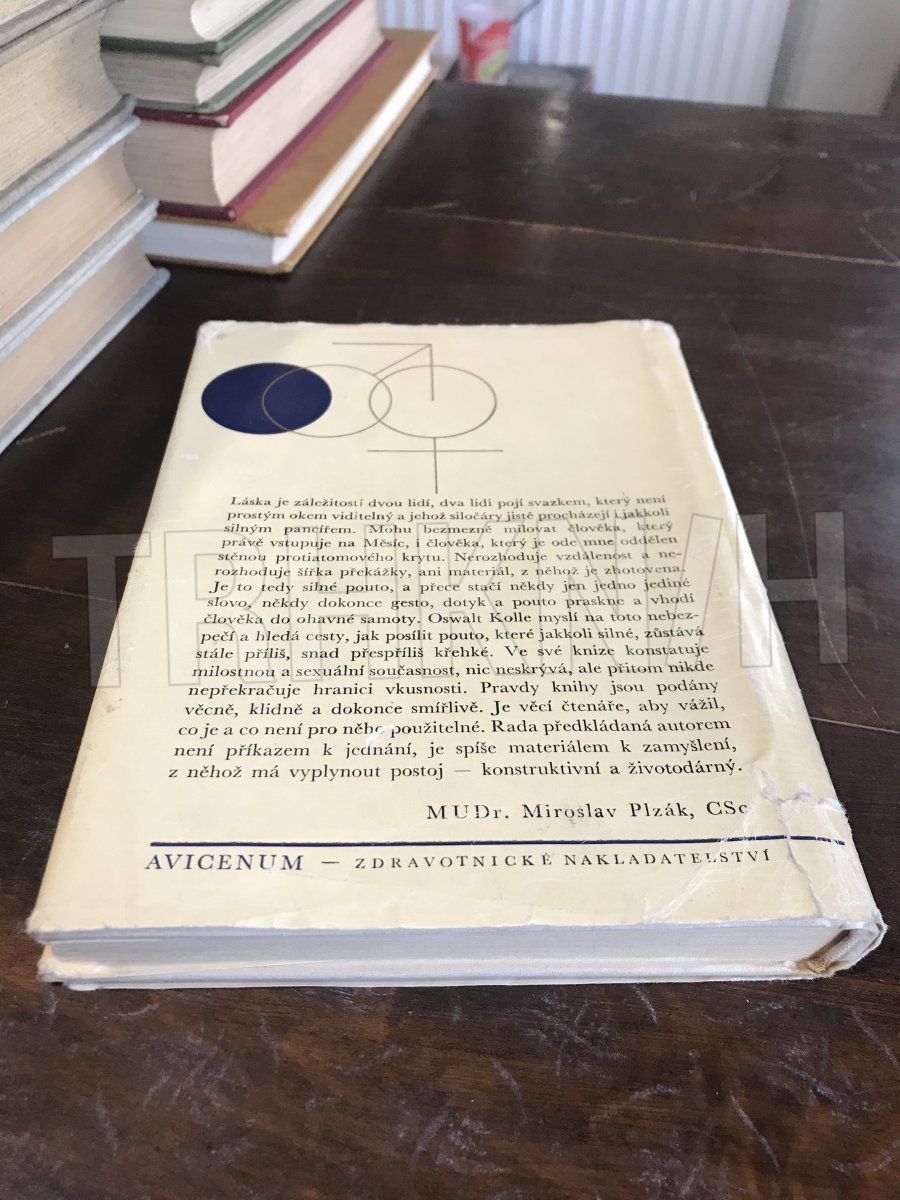 Láska je záležitostí dvou lidí, dva lidi pojí svazkem, který není
prostým okem viditelný a jehož siločáry jistě procházejí i jakkoli
silným pancířem. Mohu bezmezně milovat člověka, který
právě vstupuje na Měsíc, i člověka, který je ode mne oddělen
stěnou protiatomového krytu. Nerozhoduje vzdálenost a ne-
rozhoduje šířka překážky, ani materiál, z něhož je zhotovena.
Je to tedy silné pouto, a přece stačí někdy jen jedno jediné
slovo, někdy dokonce gesto, dotyk a pouto praskne a vhodí
člověka do ohavné samoty. Oswalt Kolle myslí na toto nebez-
pečí a hledá cesty, jak posílit pouto, které jakkoli silné, zůstává
stále příliš, snad přespříliš křehké. Ve své knize konstatuje
milostnou a sexuální současnost, nic neskrývá, ale přitom nikde
nepřekračuje hranici vkusnosti. Pravdy knihy jsou podány
věcně, klidně a dokonce smířlivě. Je věcí čtenáře, aby vážil,
co je a co není pro něho použitelné. Rada předkládaná autorem
není příkazem k jednání, je spíše materiálem k zamyšlení,
z něhož má vyplynout postoj — konstruktivní a životodárný.
MUDr. Miroslav Plzák, CSc
AVICENUM — ZDRAVOTNICKÉ NAKLADATELSTVÍ